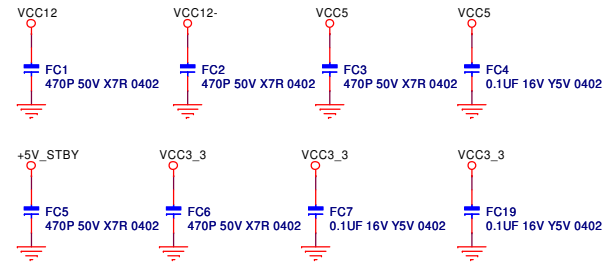 VCC12
VCC12-
VCC5
VCC5
FC1
470P 50V X7R 0402
FC2
470P 50V X7R 0402
FC3
470P 50V X7R 0402
FC4
0.1UF 16V Y5V 0402
+5V_STBY
VCC3_3
VCC3_3
VCC3_3
FC5
470P 50V X7R 0402
FC6
470P 50V X7R 0402
FC7
0.1UF 16V Y5V 0402
FC19
0.1UF 16V Y5V 0402